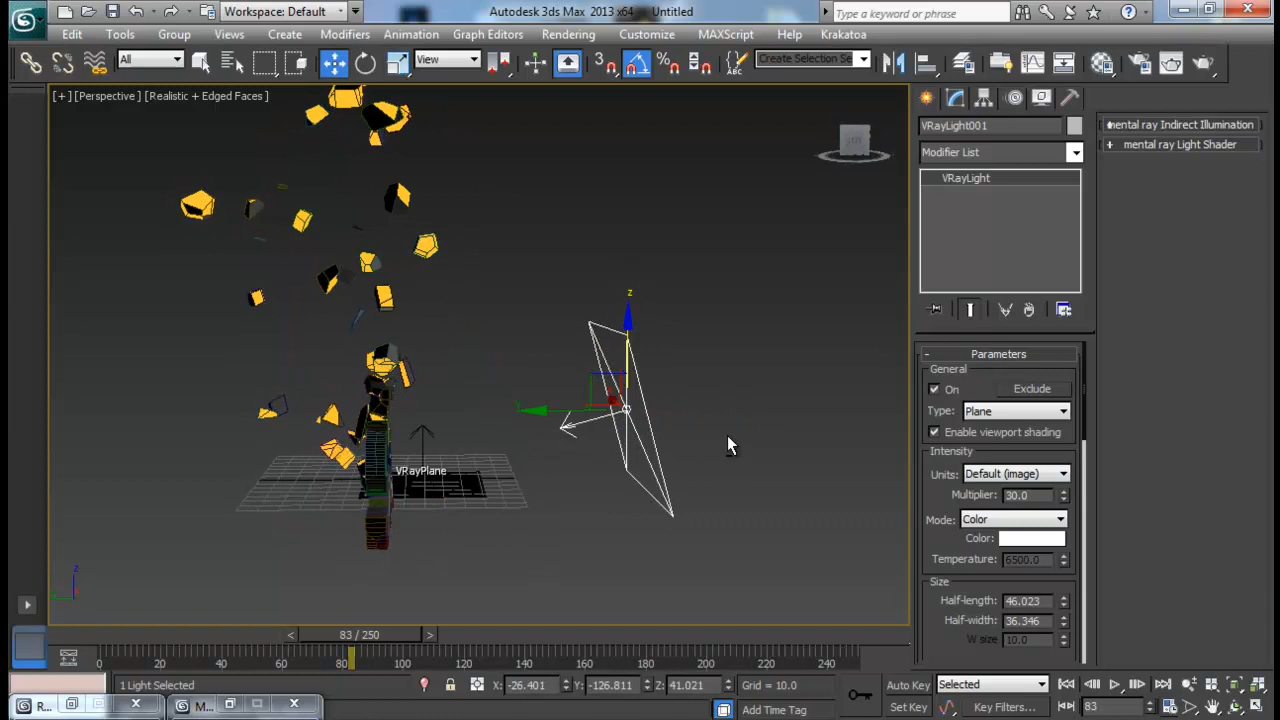 Workspace: Default
Autodesk 3ds Max 2013 x64 Untitled
Type a keyword or phrase
Edit Tools Group Views Create Modifiers Animation Graph Editors Rendering Customize MAXScript Help Krakatoa
All
View
3
Create Selection Se
[+] [Perspective] [Realistic + Edged Faces]
VRayLight001
Modifier List
VRayLight
mental ray Indirect Illumination
+ mental ray Light Shader
z
VRayPlane
- Parameters
General
On Exclude
Type: Plane
Enable viewport shading
Intensity
Units: Default (image)
Multiplier: 30.0
Mode: Color
Color:
Temperature: 6500.0
Size
Half-length: 46.023
Half-width: 36.346
W size 10.0
z
< 83 / 250 >
0 20 40 60 80 100 120 140 160 180 200 220 240
1 Light Selected
X: -26.401 Y: -126.811 Z: 41.021
Grid = 10.0
Auto Key Selected
Set Key Key Filters...
83
Add Time Tag
R...
M...